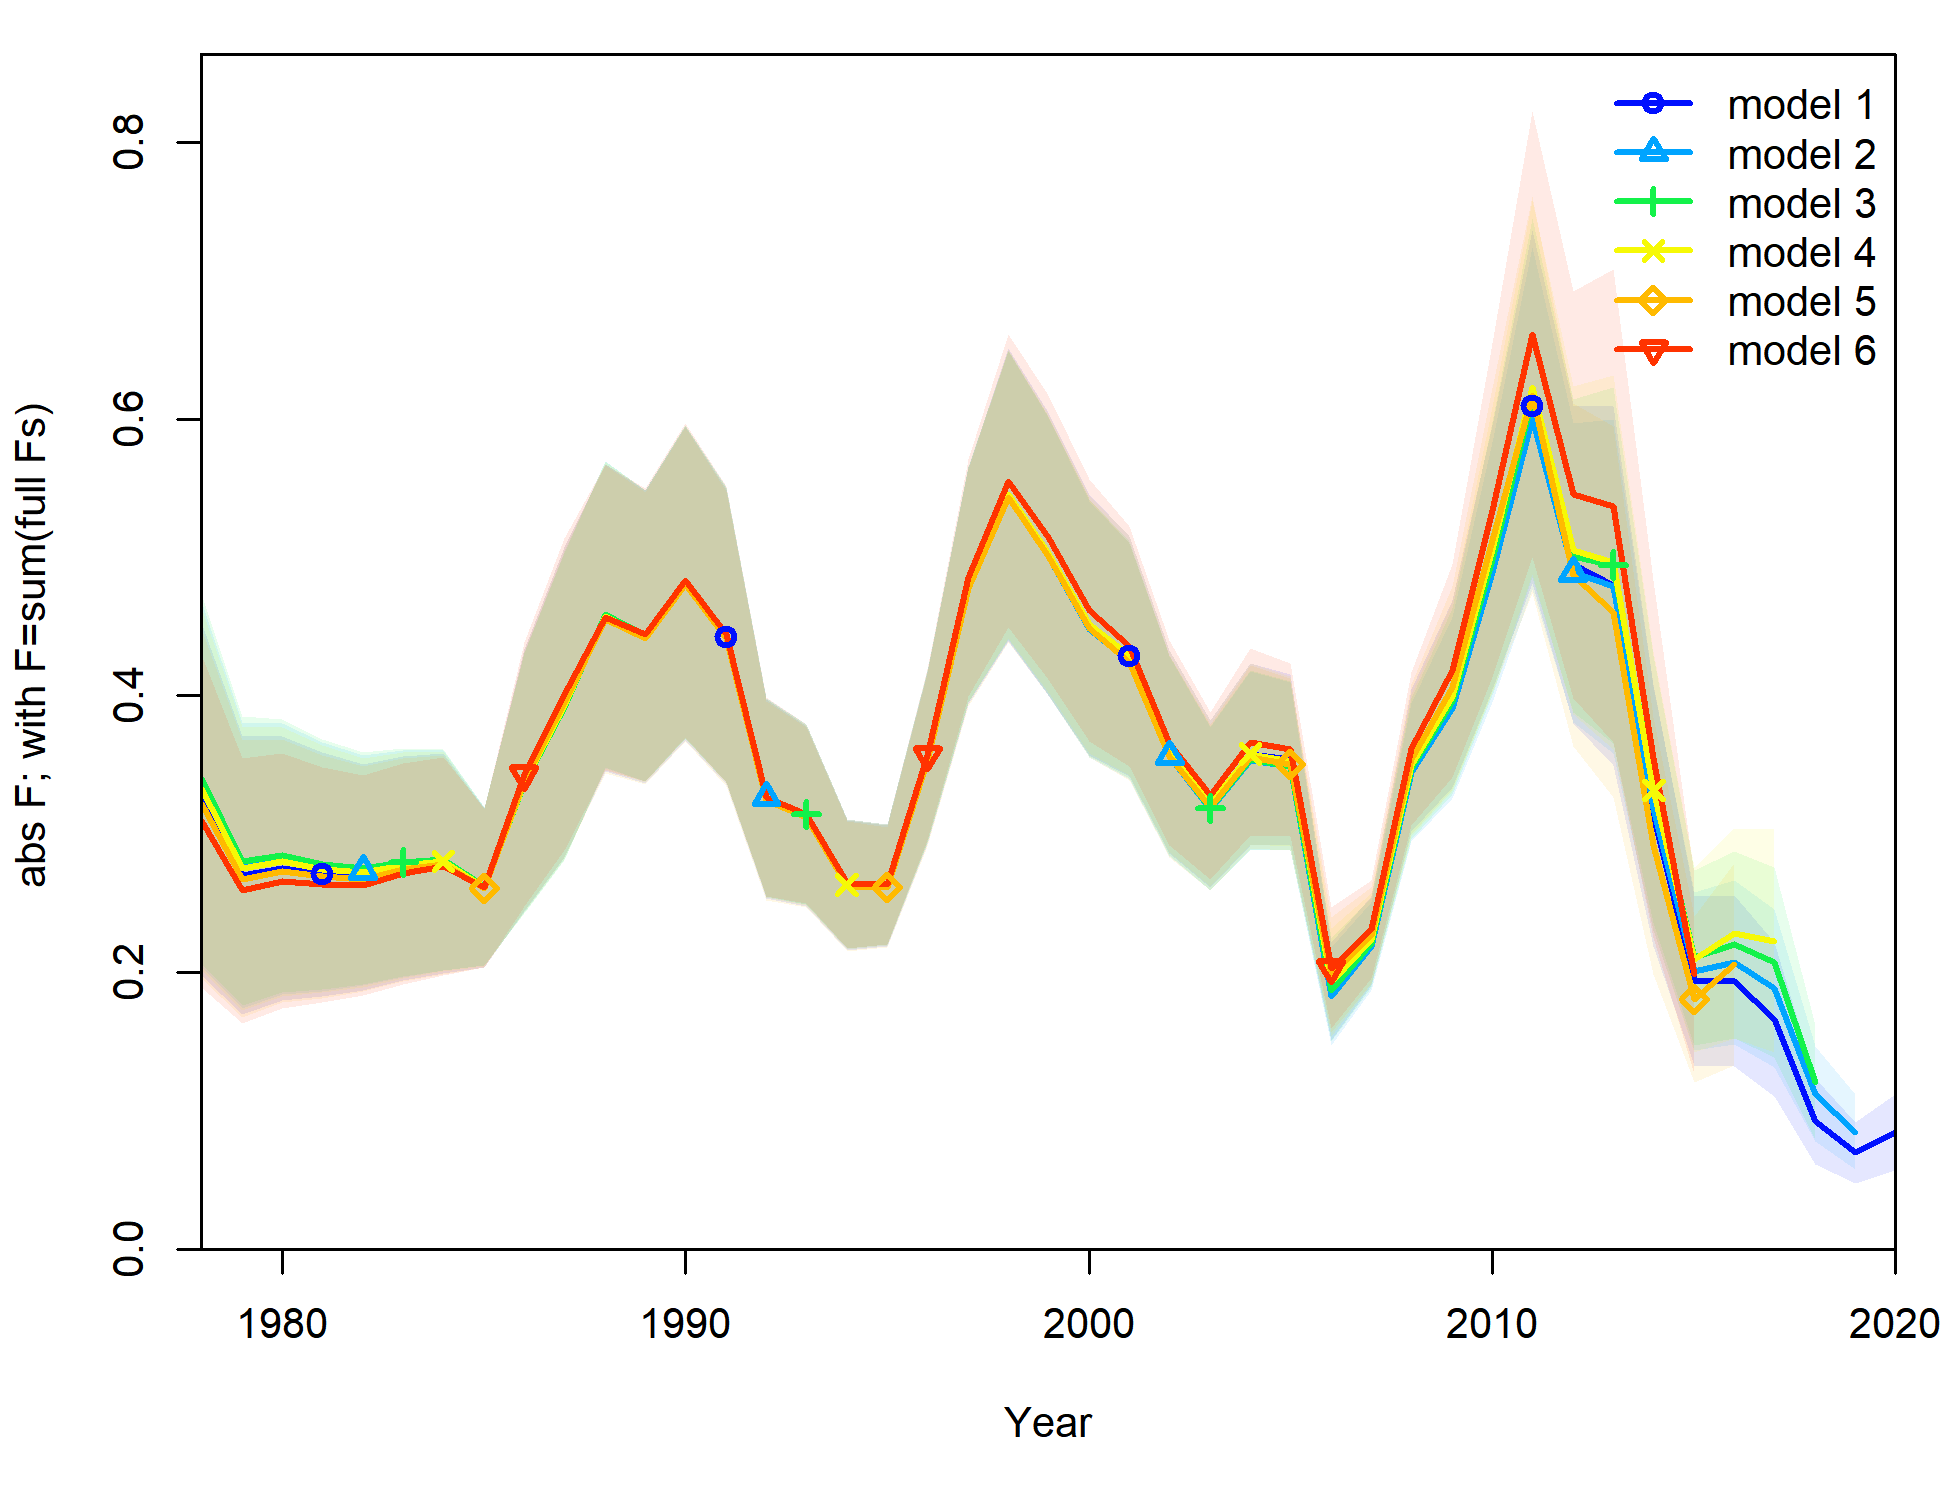 model 1
model 2
model 3
model 4
model 5
model 6
abs F; with F=sum(full Fs)
0.8
0.6
0.4
0.2
0.0
1980 1990 2000 2010 2020
Year